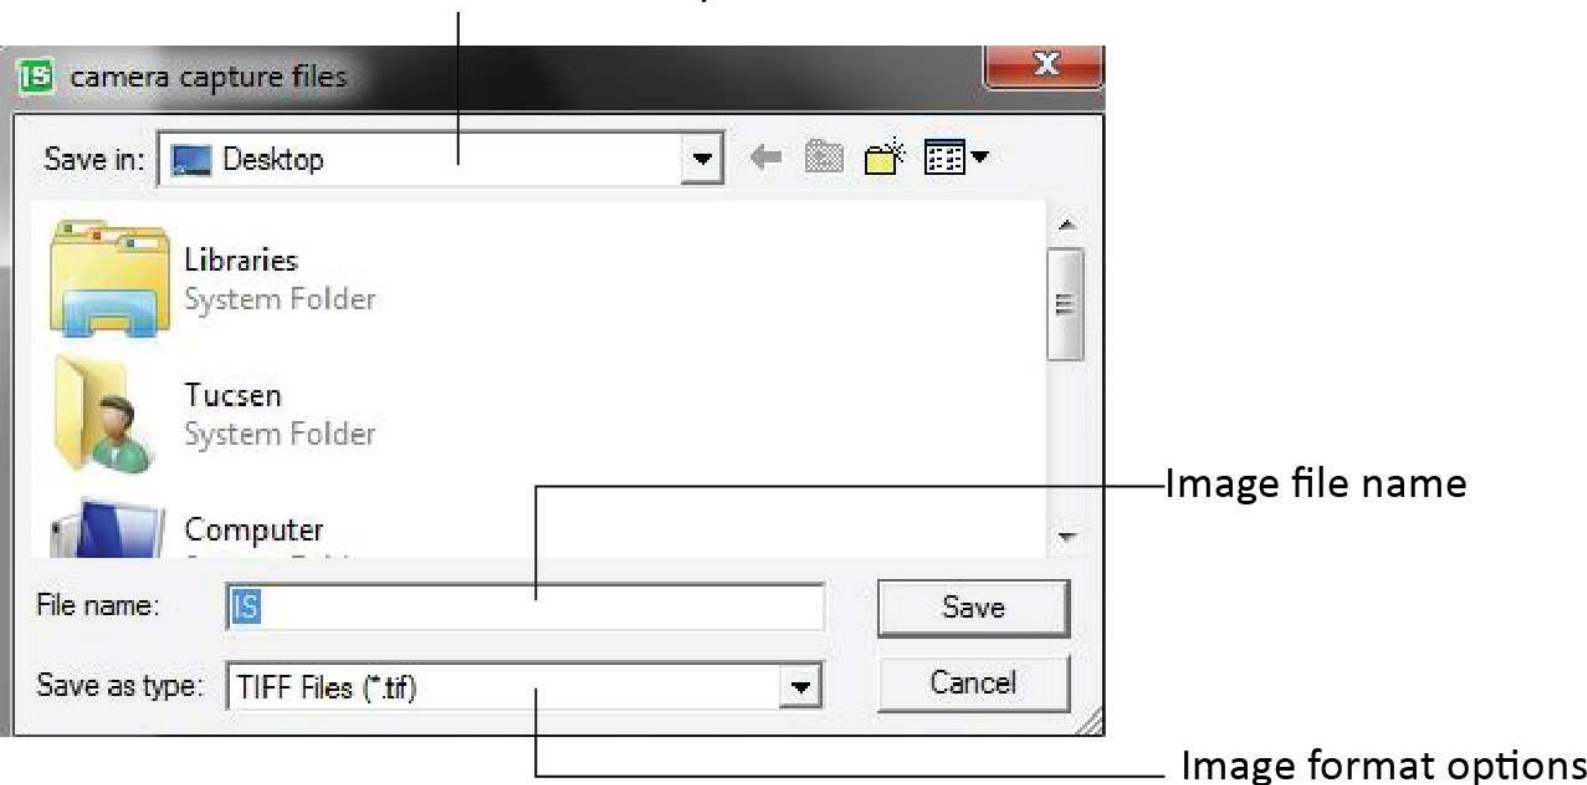 IS camera capture files
Save in: Desktop
Libraries
System Folder
Tucsen
System Folder
Computer
Image file name
File name: IS Save
Save as type: TIFF Files (*.tif) Cancel
Image format options